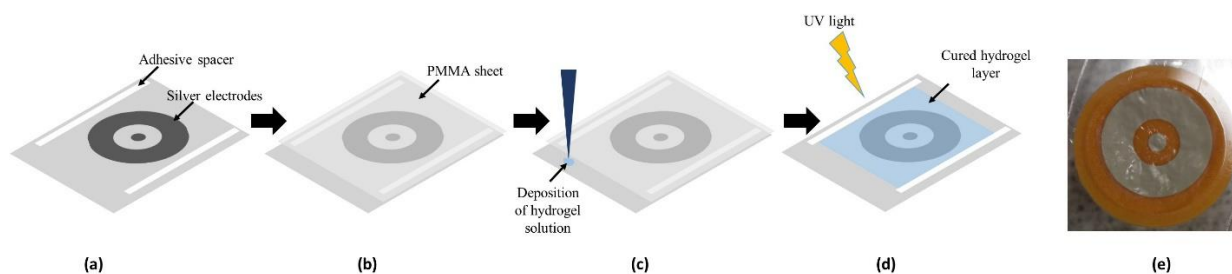 Adhesive spacer
Silver electrodes
(a)
PMMA sheet
(b)
Deposition
of hydrogel
solution
(c)
UV light
Cured hydrogel
layer
(d)
(e)